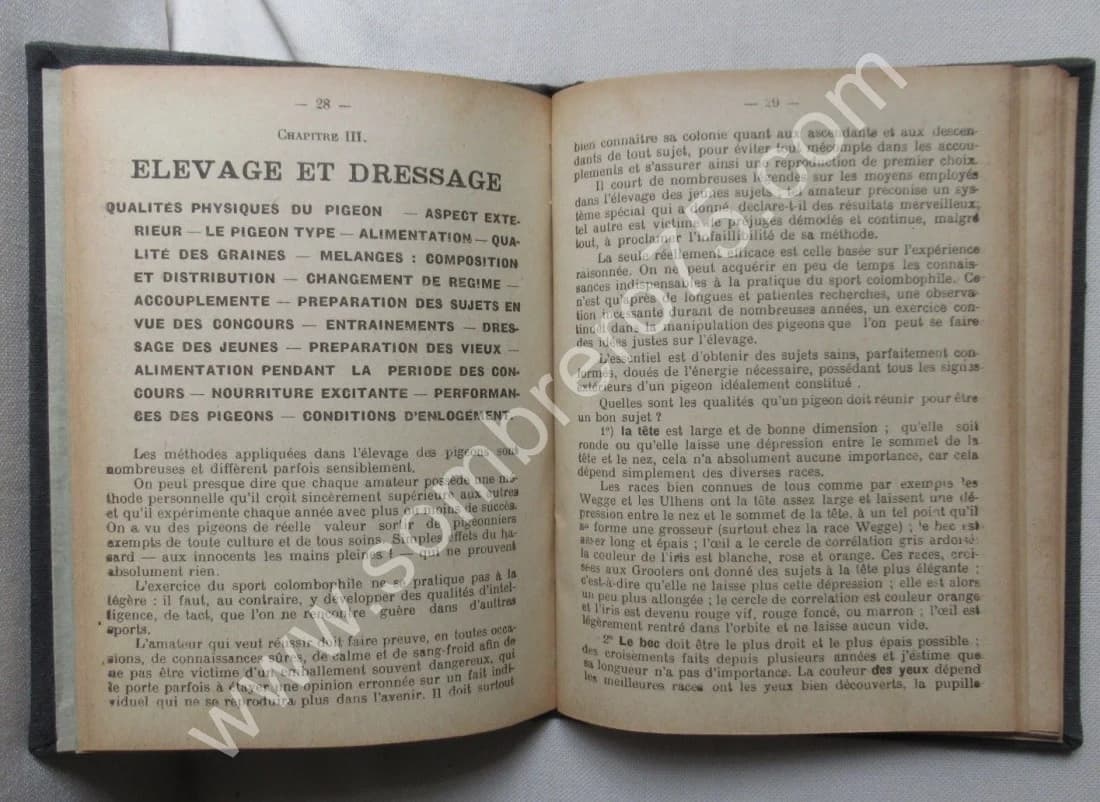 — 28 —
CHAPITRE III.
ELEVAGE ET DRESSAGE
QUALITÉS PHYSIQUES DU PIGEON — ASPECT EXTE-
RIEUR — LE PIGEON TYPE — ALIMENTATION — QUA-
LITÉ DES GRAINES — MELANGES : COMPOSITION
ET DISTRIBUTION — CHANGEMENT DE REGIME —
ACCOUPLEMENTE — PREPARATION DES SUJETS EN
VUE DES CONCOURS — ENTRAINEMENTS — DRES-
SAGE DES JEUNES — PREPARATION DES VIEUX —
ALIMENTATION PENDANT LA PERIODE DES CON-
COURS — NOURRITURE EXCITANTE — PERFORMAN-
CES DES PIGEONS — CONDITIONS D'ENLOGEMENT.
Les méthodes appliquées dans l'élevage des pigeons sont
nombreuses et diffèrent parfois sensiblement.
On peut presque dire que chaque amateur possède une mé-
thode personnelle qu'il croit sincèrement supérieure aux autres
et qu'il expérimente chaque année avec plus ou moins de succès.
On a vu des pigeons de réelle valeur sortir de pigeonniers
exempts de toute culture et de tous soins. Simples effets du ha-
sard — aux innocents les mains pleines ! — qui ne prouvent
absolument rien.
L'exercice du sport colombophile ne se pratique pas à la
légère : il faut, au contraire, y développer des qualités d'intel-
ligence, de tact, que l'on ne rencontre guère dans d'autres
sports.
L'amateur qui veut réussir doit faire preuve, en toutes occa-
sions, de connaissances sûres, de calme et de sang-froid afin de
ne pas être victime d'un emballement souvent dangereux, qui
le porte parfois à étayer une opinion erronnée sur un fait indi-
viduel qui ne se reproduira plus dans l'avenir. Il doit surtout
— 29 —
bien connaître sa colonie quant aux ascendants et aux descen-
dants de tout sujet, pour éviter tout mécompte dans les accou-
plements et s'assurer ainsi une reproduction de premier choix.
Il court de nombreuses légendes sur les moyens employés
dans l'élevage des jeunes sujets. Tel amateur préconise un sys-
tème spécial qui a donné, declare-t-il des résultats merveilleux;
tel autre est victime de préjugés démodés et continue, malgré
tout, à proclamer l'infaillibilité de sa méthode.
La seule réellement efficace est celle basée sur l'expérience
raisonnée. On ne peut acquérir en peu de temps les connais-
sances indispensables à la pratique du sport colombophile. Ce
n'est qu'après de longues et patientes recherches, une observa-
tion incessante durant de nombreuses années, un exercice con-
tinuel dans la manipulation des pigeons que l'on peut se faire
des idées justes sur l'élevage.
L'essentiel est d'obtenir des sujets sains, parfaitement con-
formés, doués de l'énergie nécessaire, possédant tous les signes
extérieurs d'un pigeon idéalement constitué .
Quelles sont les qualités qu'un pigeon doit réunir pour être
un bon sujet ?
1°) la tête est large et de bonne dimension ; qu'elle soit
ronde ou qu'elle laisse une dépression entre le sommet de la
tête et le nez, cela n'a absolument aucune importance, car cela
dépend simplement des diverses races.
Les races bien connues de tous comme par exemple les
Wegge et les Ulhens ont la tête assez large et laissent une dé-
pression entre le nez et le sommet de la tête, à un tel point qu'il
se forme une grosseur (surtout chez la race Wegge) ; le bec est
assez long et épais ; l'œil a le cercle de corrélation gris ardoisé;
la couleur de l'iris est blanche, rose et orange. Ces races, croi-
sées aux Grooters ont donné des sujets à la tête plus élégante ;
c'est-à-dire qu'elle ne laisse plus cette dépression ; elle est alors
un peu plus allongée ; le cercle de correlation est couleur orange
et l'iris est devenu rouge vif, rouge foncé, ou marron ; l'œil est
légèrement rentré dans l'orbite et ne laisse aucun vide.
2° Le bec doit être le plus droit et le plus épais possible ;
des croisements faits depuis plusieurs années et j'estime que
sa longueur n'a pas d'importance. La couleur des yeux dépend
les meilleures races ont les yeux bien découverts, la pupille
www.sombrero75.com